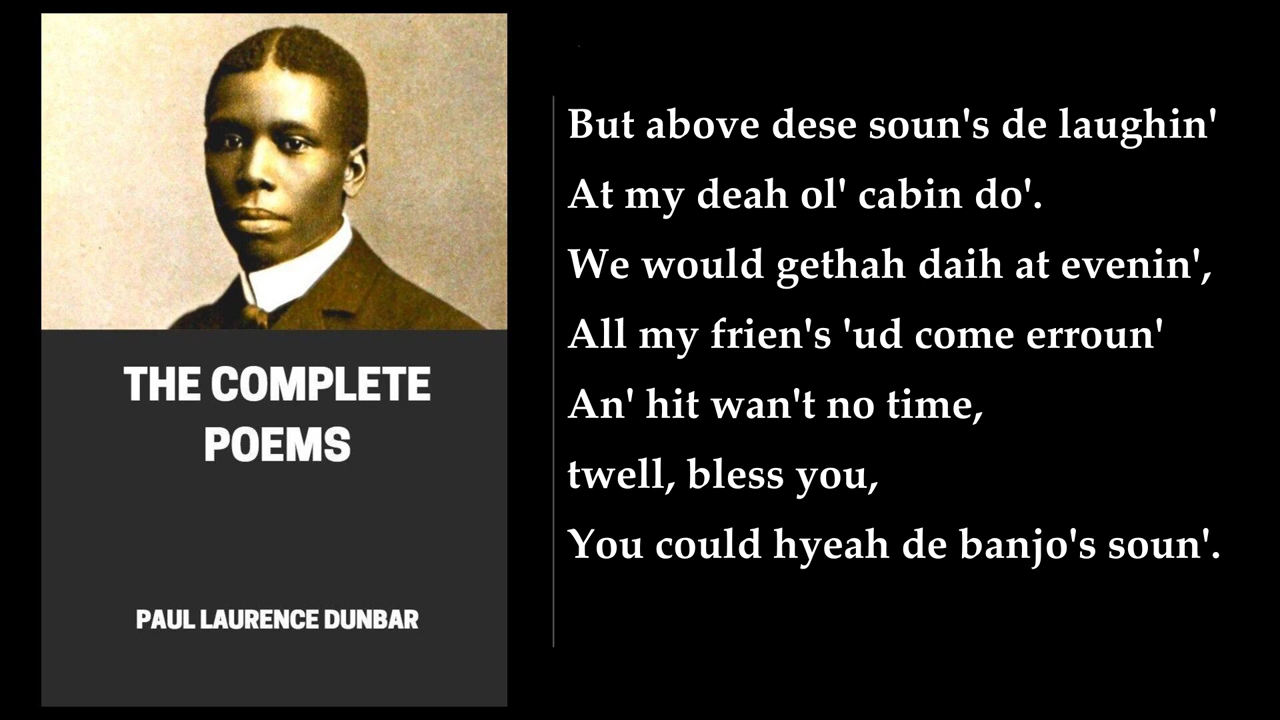 THE COMPLETE
POEMS
PAUL LAURENCE DUNBAR
But above dese soun's de laughin'
At my deah ol' cabin do'.
We would gethah daih at evenin',
All my frien's 'ud come erroun'
An' hit wan't no time,
twell, bless you,
You could hyeah de banjo's soun'.